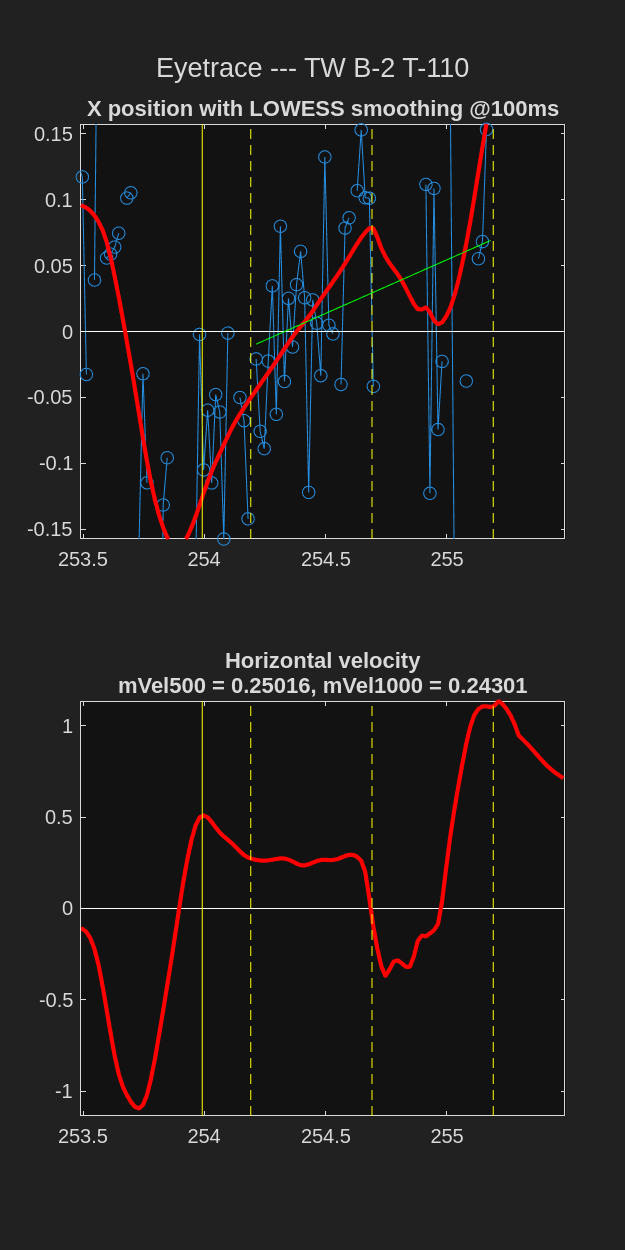 Eyetrace --- TW B-2 T-110
X position with LOWESS smoothing @100ms
0.15
0.1
0.05
0
-0.05
-0.1
-0.15
253.5 254 254.5 255
Horizontal velocity
mVel500 = 0.25016, mVel1000 = 0.24301
1
0.5
0
-0.5
-1
253.5 254 254.5 255